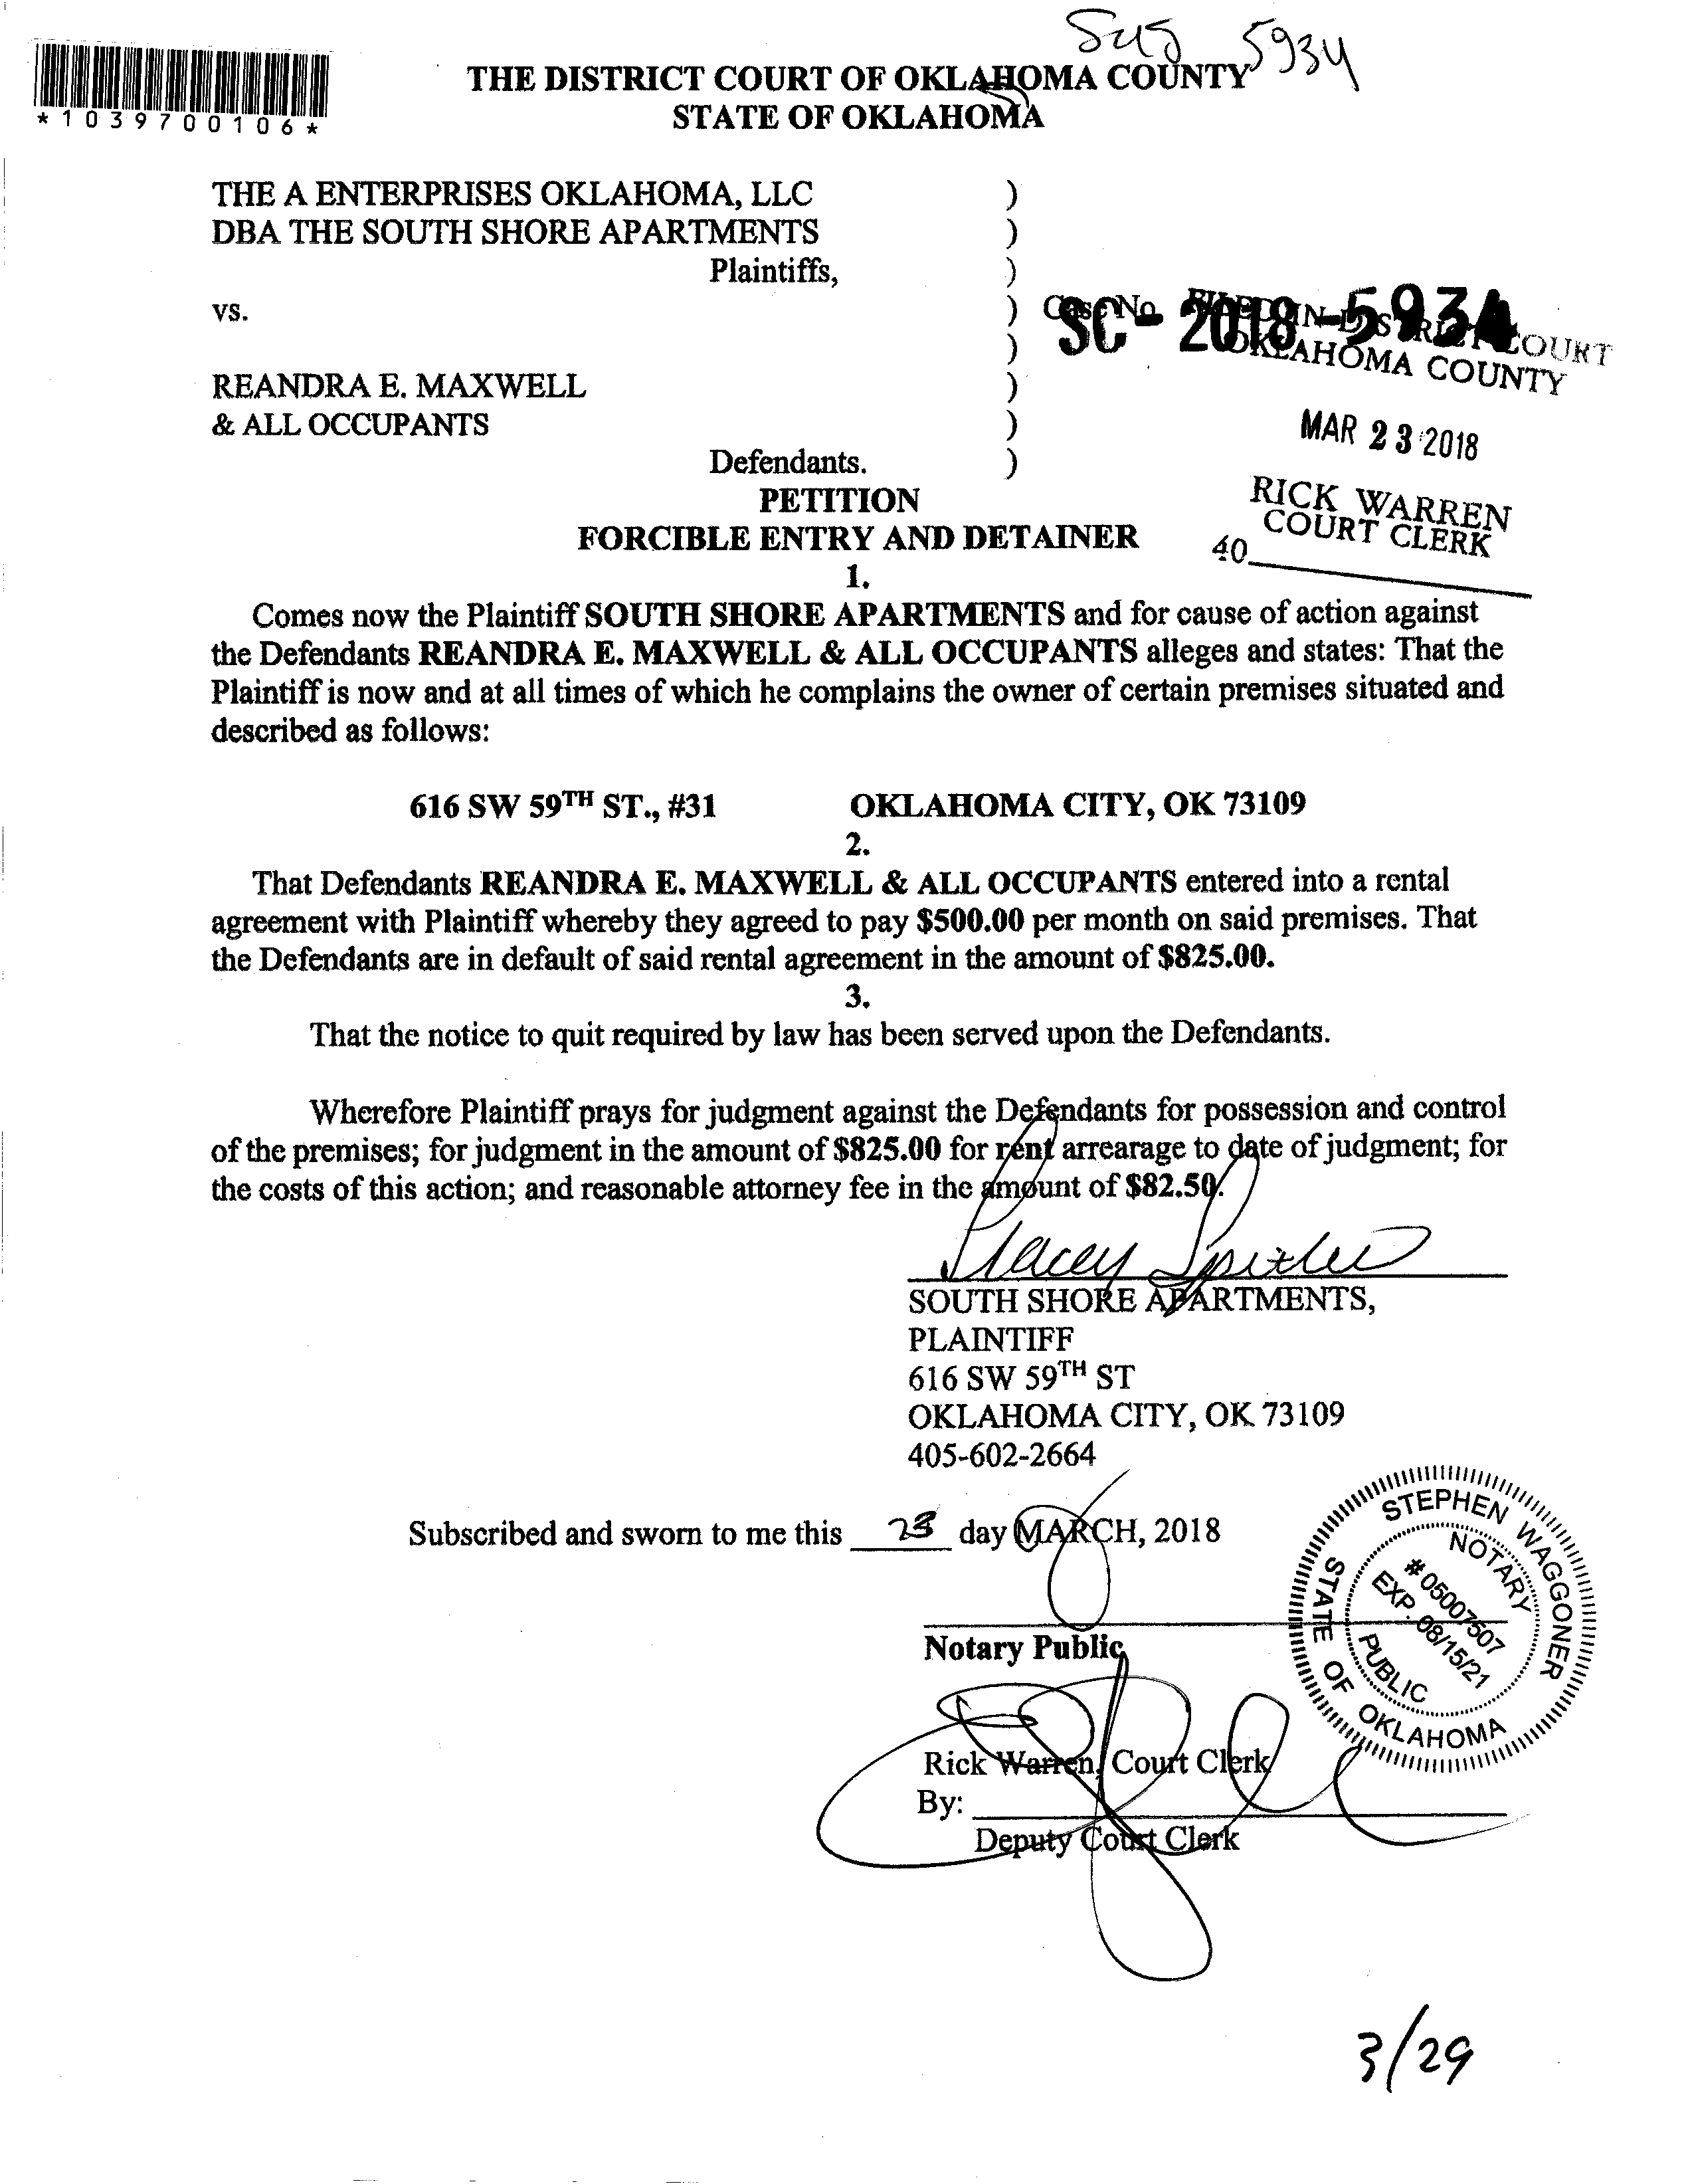 5934
THE DISTRICT COURT OF OKLAHOMA COUNTY
STATE OF OKLAHOMA
*1039700106*
THE A ENTERPRISES OKLAHOMA, LLC )
DBA THE SOUTH SHORE APARTMENTS )
Plaintiffs, )
vs. ) Case No. SC-2018-5934
)
FILED IN DISTRICT COURT
OKLAHOMA COUNTY
REANDRA E. MAXWELL )
& ALL OCCUPANTS )
MAR 23 2018
Defendants. )
PETITION
RICK WARREN
COURT CLERK
FORCIBLE ENTRY AND DETAINER
40
1.
Comes now the Plaintiff SOUTH SHORE APARTMENTS and for cause of action against
the Defendants REANDRA E. MAXWELL & ALL OCCUPANTS alleges and states: That the
Plaintiff is now and at all times of which he complains the owner of certain premises situated and
described as follows:
616 SW 59TH ST., #31 OKLAHOMA CITY, OK 73109
2.
That Defendants REANDRA E. MAXWELL & ALL OCCUPANTS entered into a rental
agreement with Plaintiff whereby they agreed to pay $500.00 per month on said premises. That
the Defendants are in default of said rental agreement in the amount of $825.00.
3.
That the notice to quit required by law has been served upon the Defendants.
Wherefore Plaintiff prays for judgment against the Defendants for possession and control
of the premises; for judgment in the amount of $825.00 for rent arrearage to date of judgment; for
the costs of this action; and reasonable attorney fee in the amount of $82.50.
Stacey
SOUTH SHORE APARTMENTS,
PLAINTIFF
616 SW 59TH ST
OKLAHOMA CITY, OK 73109
405-602-2664
Subscribed and sworn to me this 23 day MARCH, 2018
STEPHEN WAGGONER
NOTARY
# 05007507
EXP. 08/15/21
PUBLIC
STATE OF OKLAHOMA
Notary Public
Rick Warren, Court Clerk
By:
Deputy Court Clerk
3/29